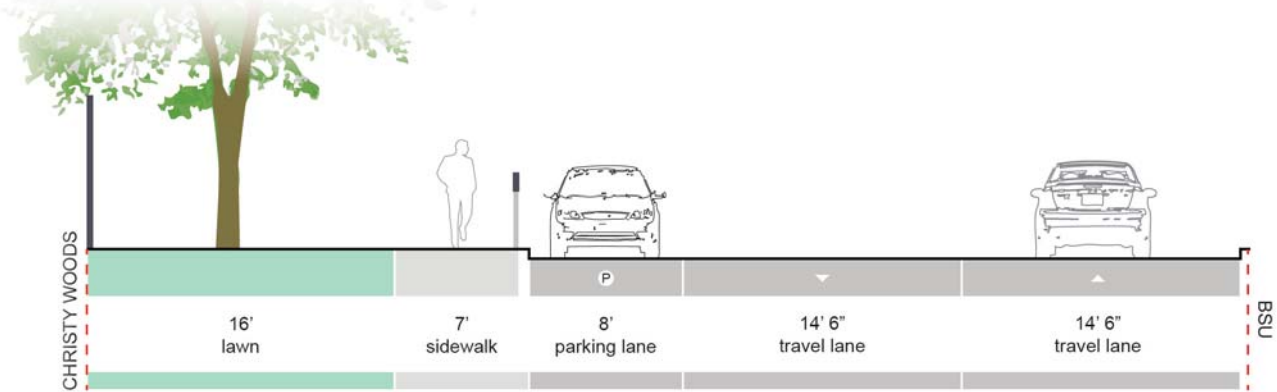 P
CHRISTY WOODS
16’
lawn
7’
sidewalk
8’
parking lane
14’ 6”
travel lane
14’ 6”
travel lane
BSU